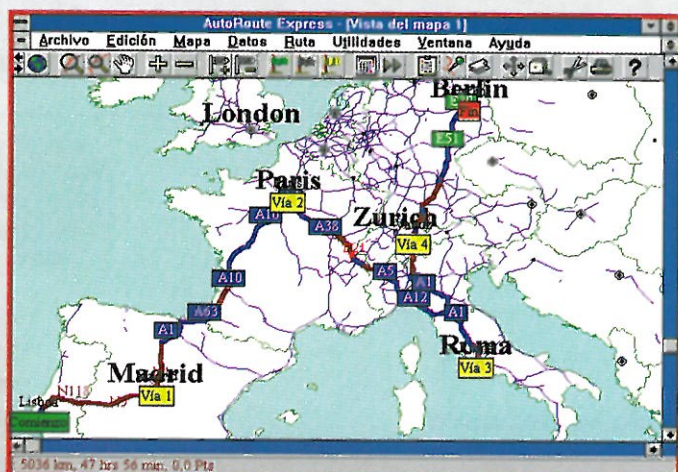 AutoRoute Express - [Vista del mapa 1]
Archivo Edición Mapa Datos Ruta Utilidades Ventana Ayuda
?
Berlin
Fin
London
E51
Paris
Vía 2
A10
A38
Zurich
Vía 4
A10
A5
A1
A12
A63
A1
A1
Roma
Vía 3
Madrid
Vía 1
Lisboa
Comienzo
5036 km, 47 hrs 56 min, 0,0 Pts